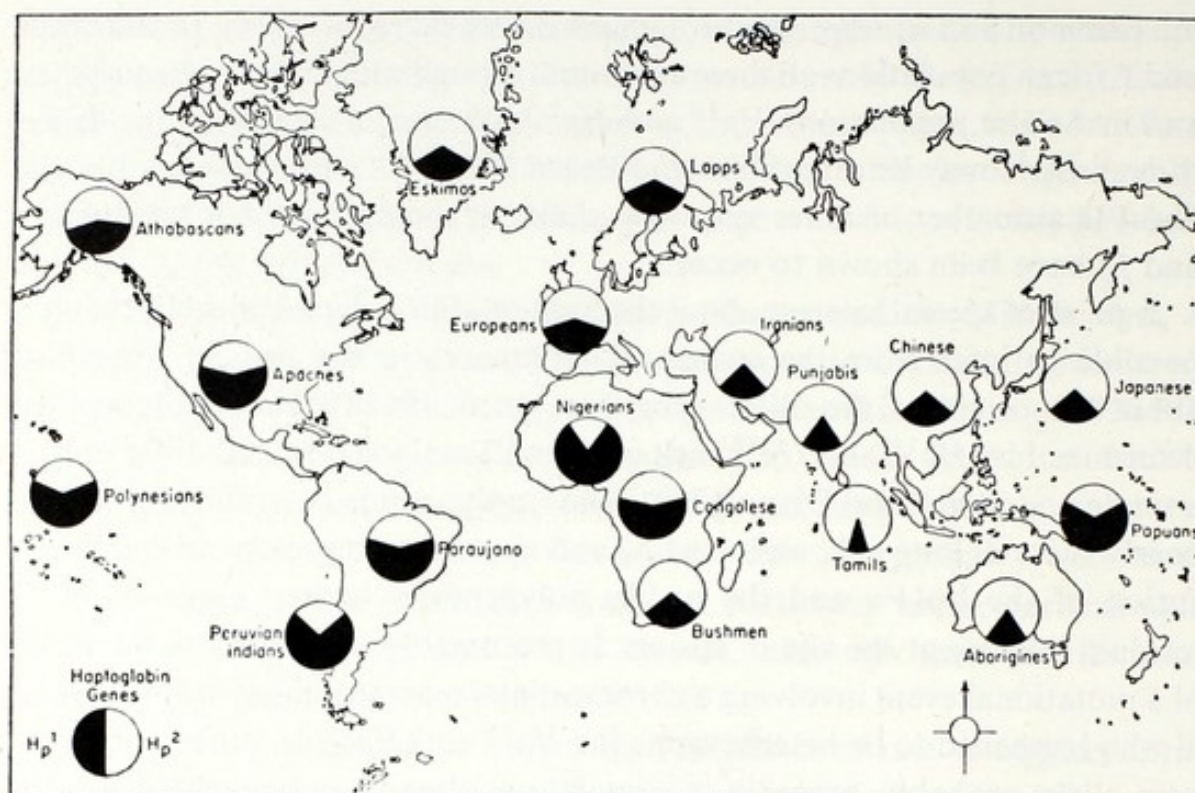 Eskimos
Lapps
Athabascans
Europeans
Iranians
Chinese
Apaches
Punjabis
Japanese
Nigerians
Polynesians
Congolese
Papuans
Paraujano
Tamils
Peruvian
indians
Bushmen
Aborigines
Haptoglobin
Genes
Hp1 Hp2